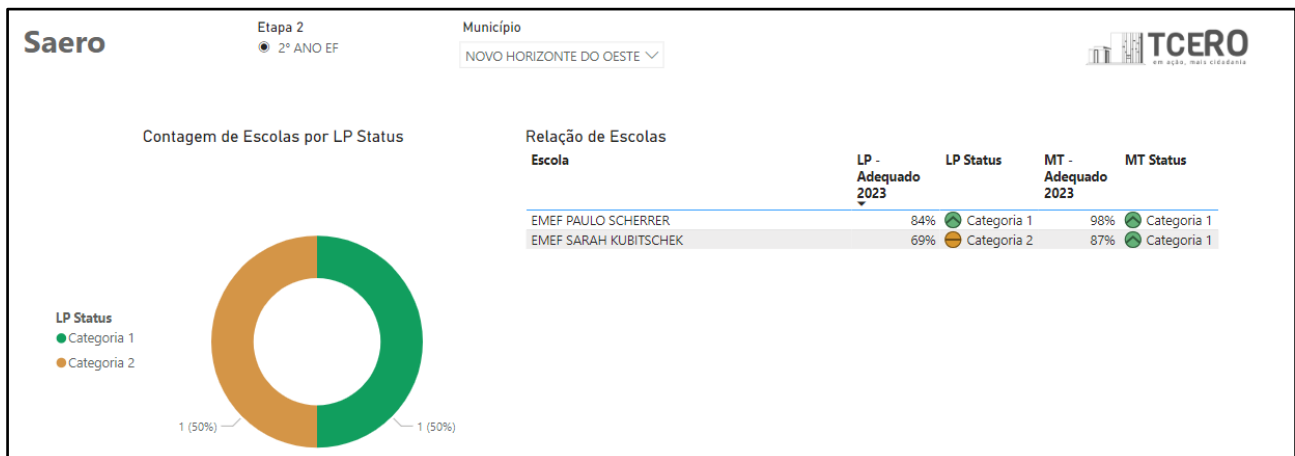 Saero
Etapa 2
2º ANO EF
Município
NOVO HORIZONTE DO OESTE
TCERO
em ação, mais cidadania
Contagem de Escolas por LP Status
LP Status
Categoria 1
Categoria 2
1 (50%)
1 (50%)
Relação de Escolas
Escola LP - Adequado 2023 LP Status MT - Adequado 2023 MT Status
EMEF PAULO SCHERRER 84% Categoria 1 98% Categoria 1
EMEF SARAH KUBITSCHEK 69% Categoria 2 87% Categoria 1